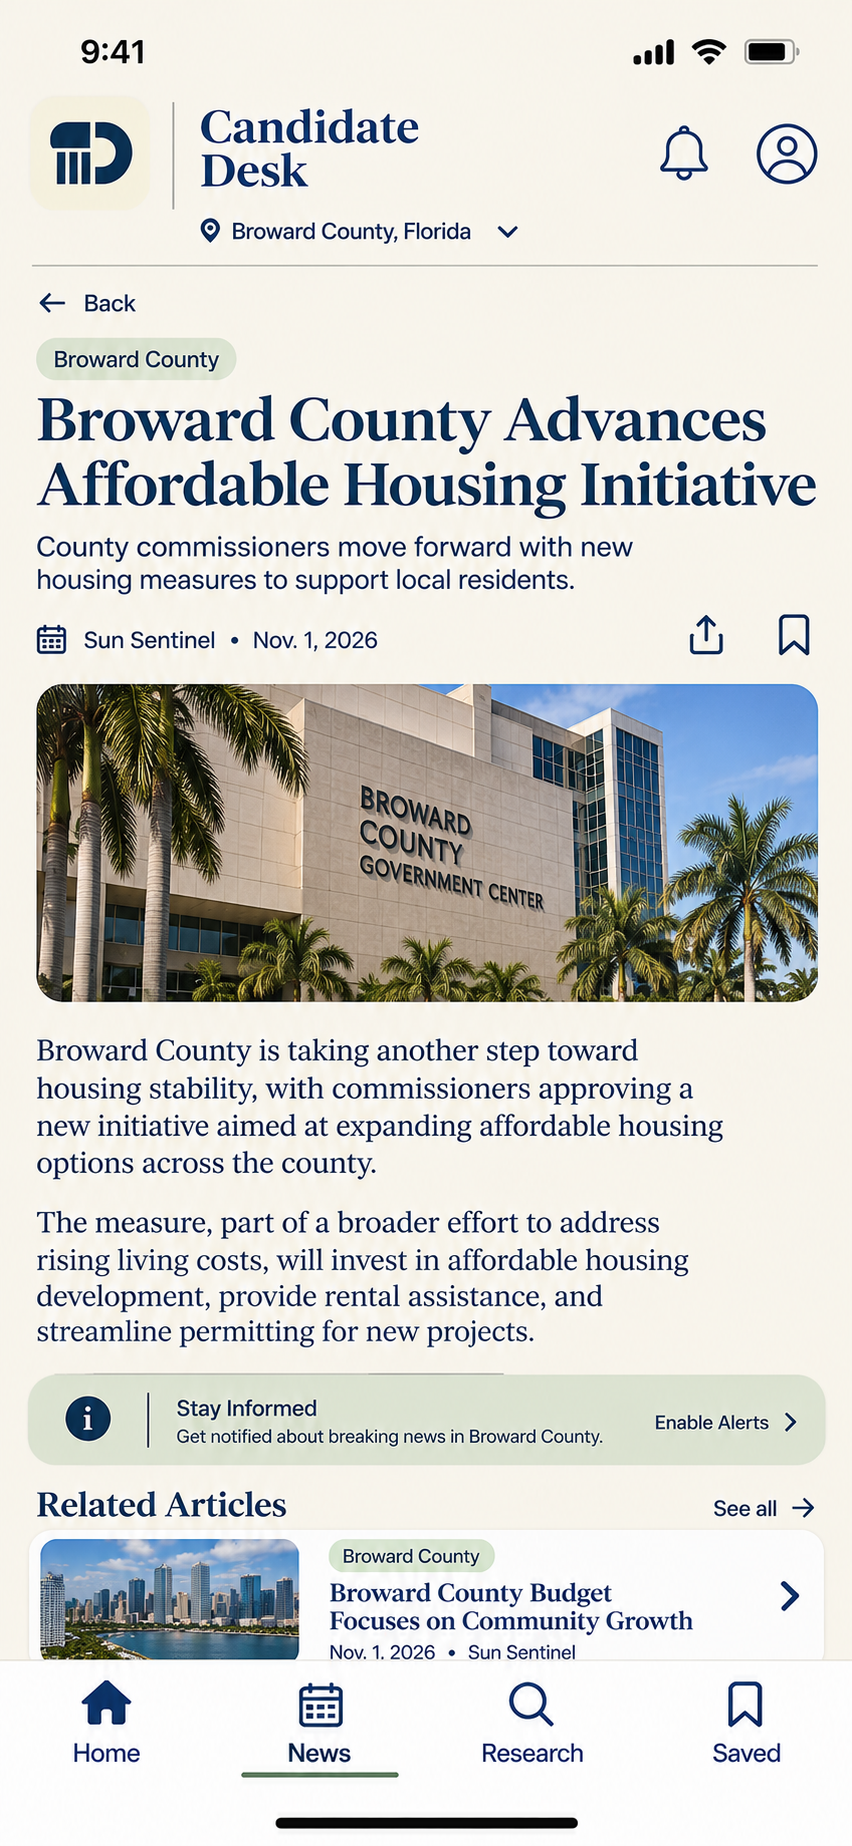 9:41
Candidate
Desk
Broward County, Florida
Back
Broward County
Broward County Advances
Affordable Housing Initiative
County commissioners move forward with new
housing measures to support local residents.
Sun Sentinel • Nov. 1, 2026
BROWARD
COUNTY
GOVERNMENT CENTER
Broward County is taking another step toward
housing stability, with commissioners approving a
new initiative aimed at expanding affordable housing
options across the county.
The measure, part of a broader effort to address
rising living costs, will invest in affordable housing
development, provide rental assistance, and
streamline permitting for new projects.
Stay Informed
Get notified about breaking news in Broward County.
Enable Alerts
Related Articles
See all
Broward County
Broward County Budget
Focuses on Community Growth
Nov. 1, 2026 • Sun Sentinel
Home
News
Research
Saved